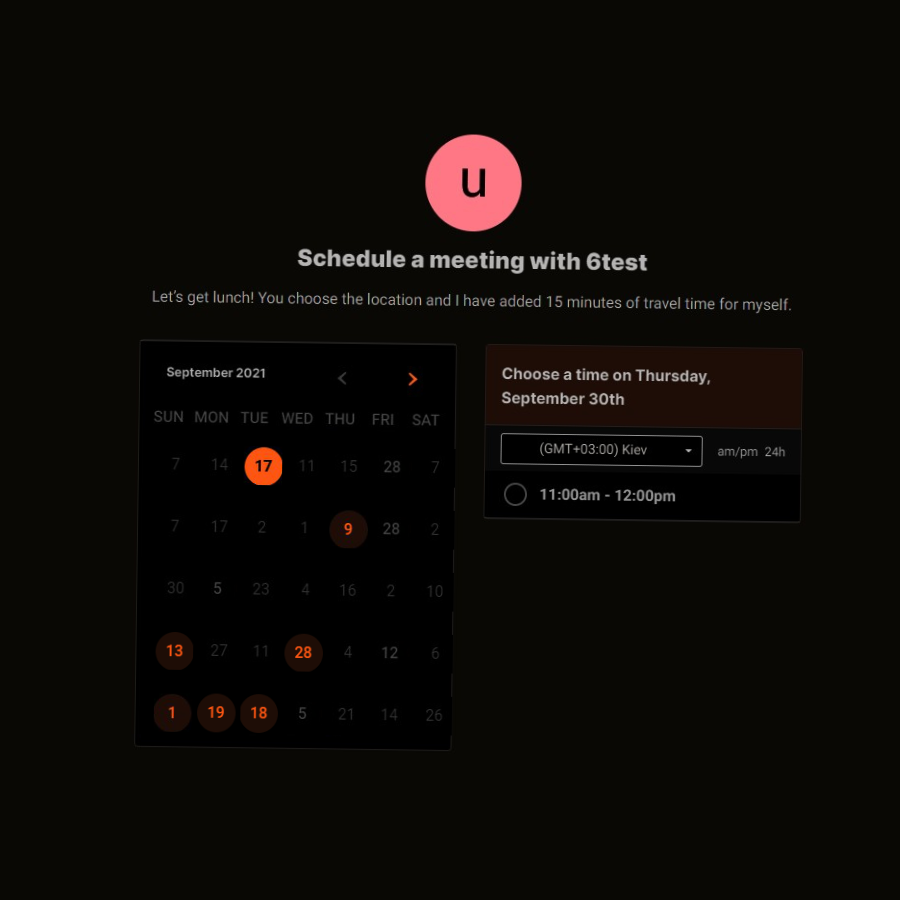 u
Schedule a meeting with 6test
Let's get lunch! You choose the location and I have added 15 minutes of travel time for myself.
September 2021
SUN MON TUE WED THU FRI SAT
7 14 17 11 15 28 7
7 17 2 1 9 28 2
30 5 23 4 16 2 10
13 27 11 28 4 12 6
1 19 18 5 21 14 26
Choose a time on Thursday,
September 30th
(GMT+03:00) Kiev am/pm 24h
11:00am - 12:00pm